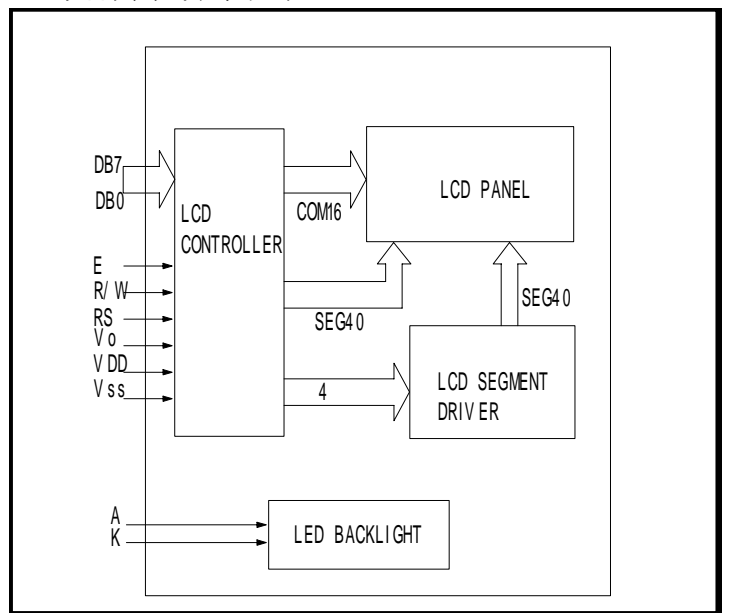 DB7
DB0
E
R/W
RS
Vo
VDD
Vss
LCD
CONTROLLER
COM16
SEG40
4
LCD PANEL
SEG40
LCD SEGMENT
DRIVER
A
K
LED BACKLIGHT